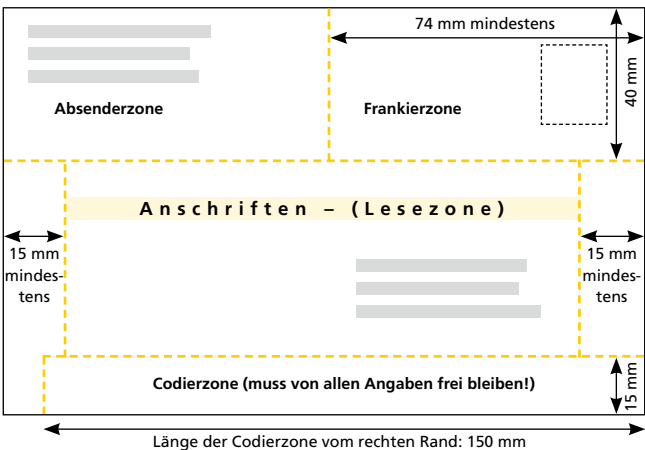 74 mm mindestens
40 mm
Absenderzone
Frankierzone
Anschriften – (Lesezone)
15 mm
mindes-
tens
15 mm
mindes-
tens
Codierzone (muss von allen Angaben frei bleiben!)
15 mm
Länge der Codierzone vom rechten Rand: 150 mm